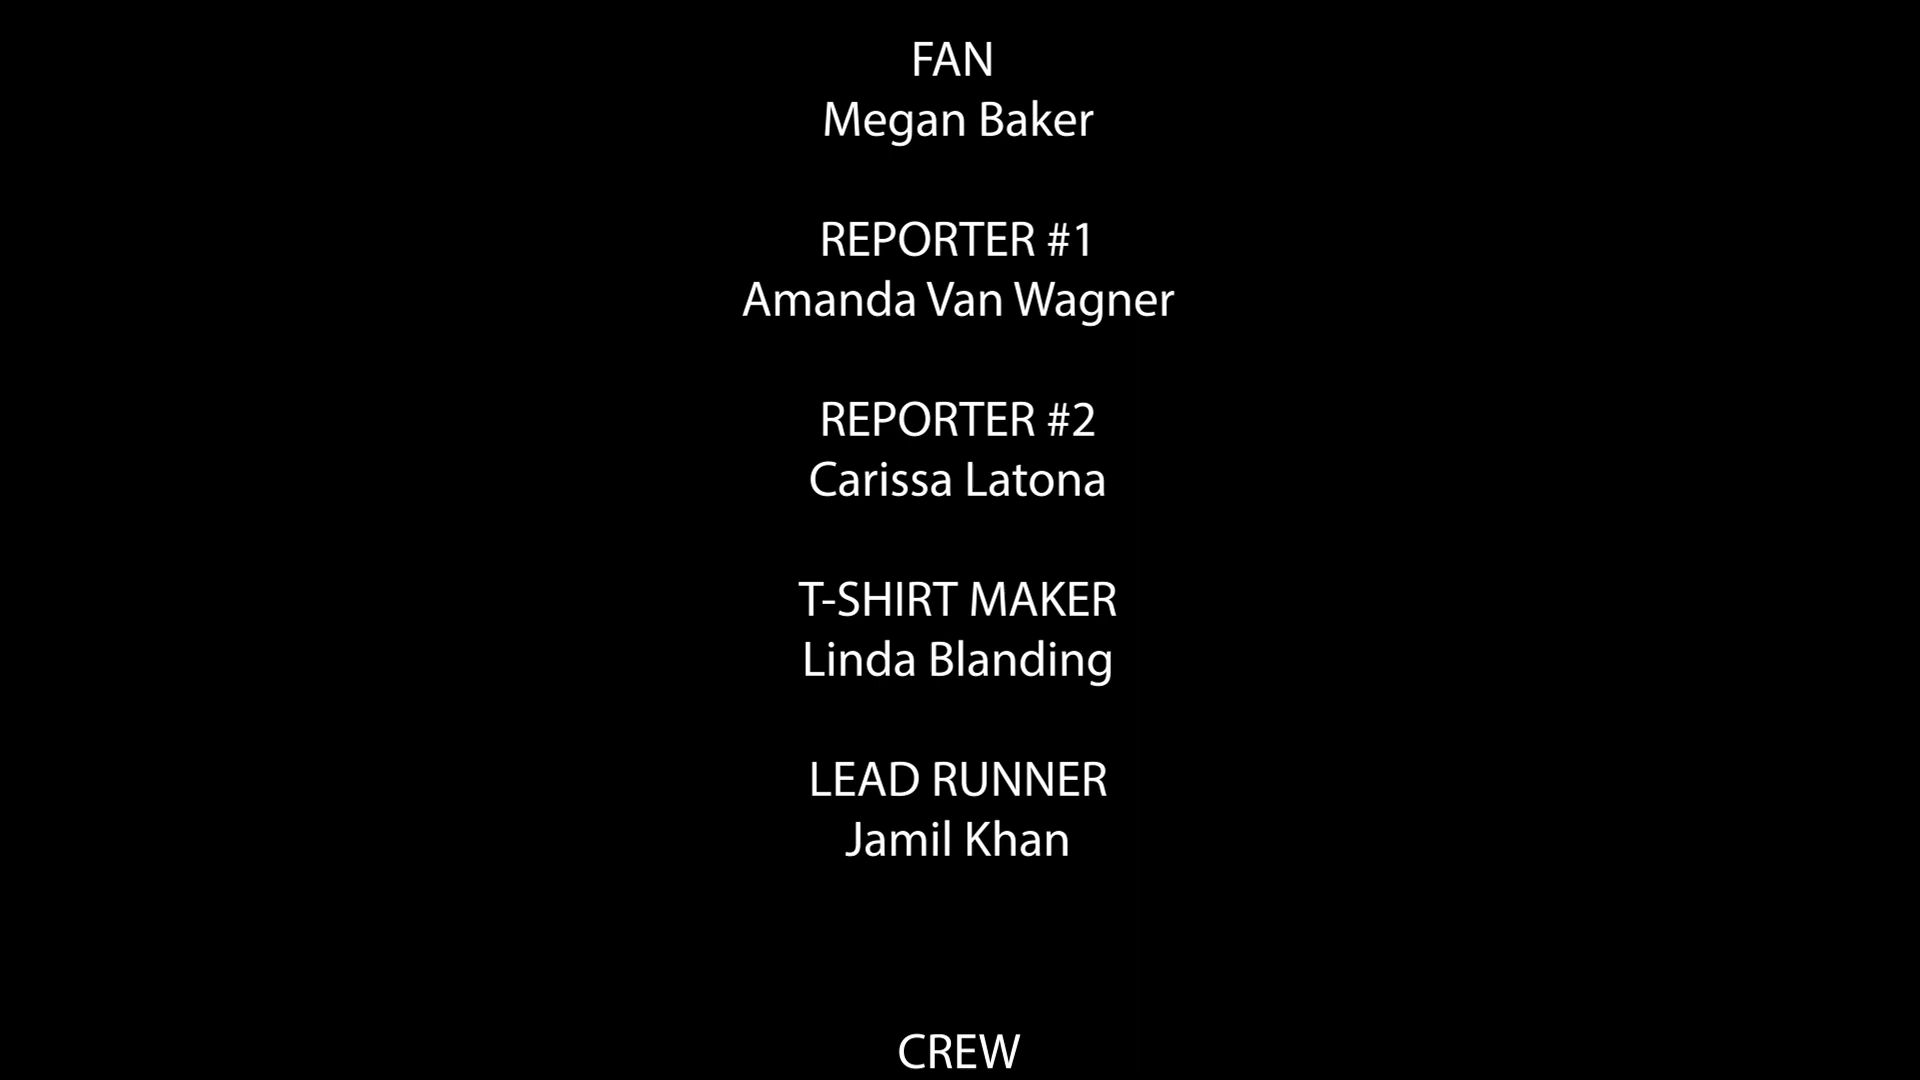 FAN
Megan Baker
REPORTER #1
Amanda Van Wagner
REPORTER #2
Carissa Latona
T-SHIRT MAKER
Linda Blanding
LEAD RUNNER
Jamil Khan
CREW